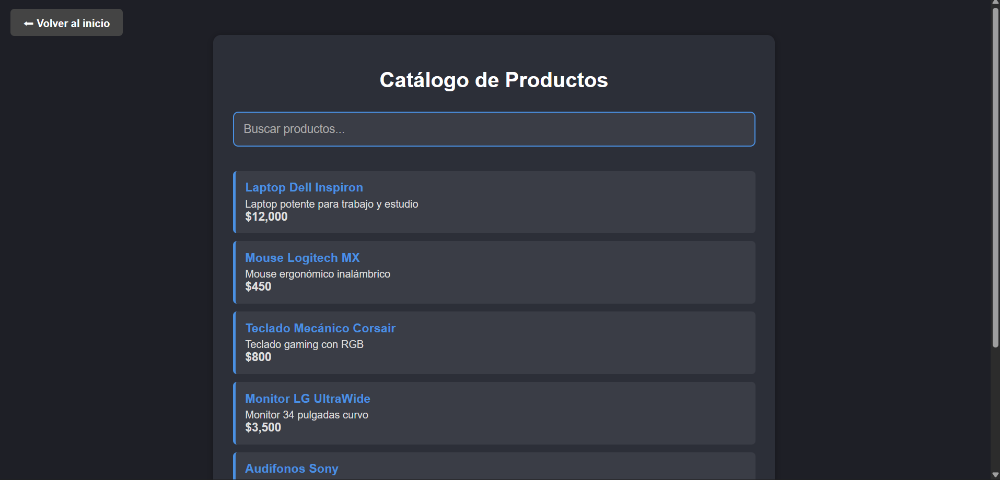 ⬅ Volver al inicio
Catálogo de Productos
Buscar productos...
Laptop Dell Inspiron
Laptop potente para trabajo y estudio
$12,000
Mouse Logitech MX
Mouse ergonómico inalámbrico
$450
Teclado Mecánico Corsair
Teclado gaming con RGB
$800
Monitor LG UltraWide
Monitor 34 pulgadas curvo
$3,500
Audífonos Sony